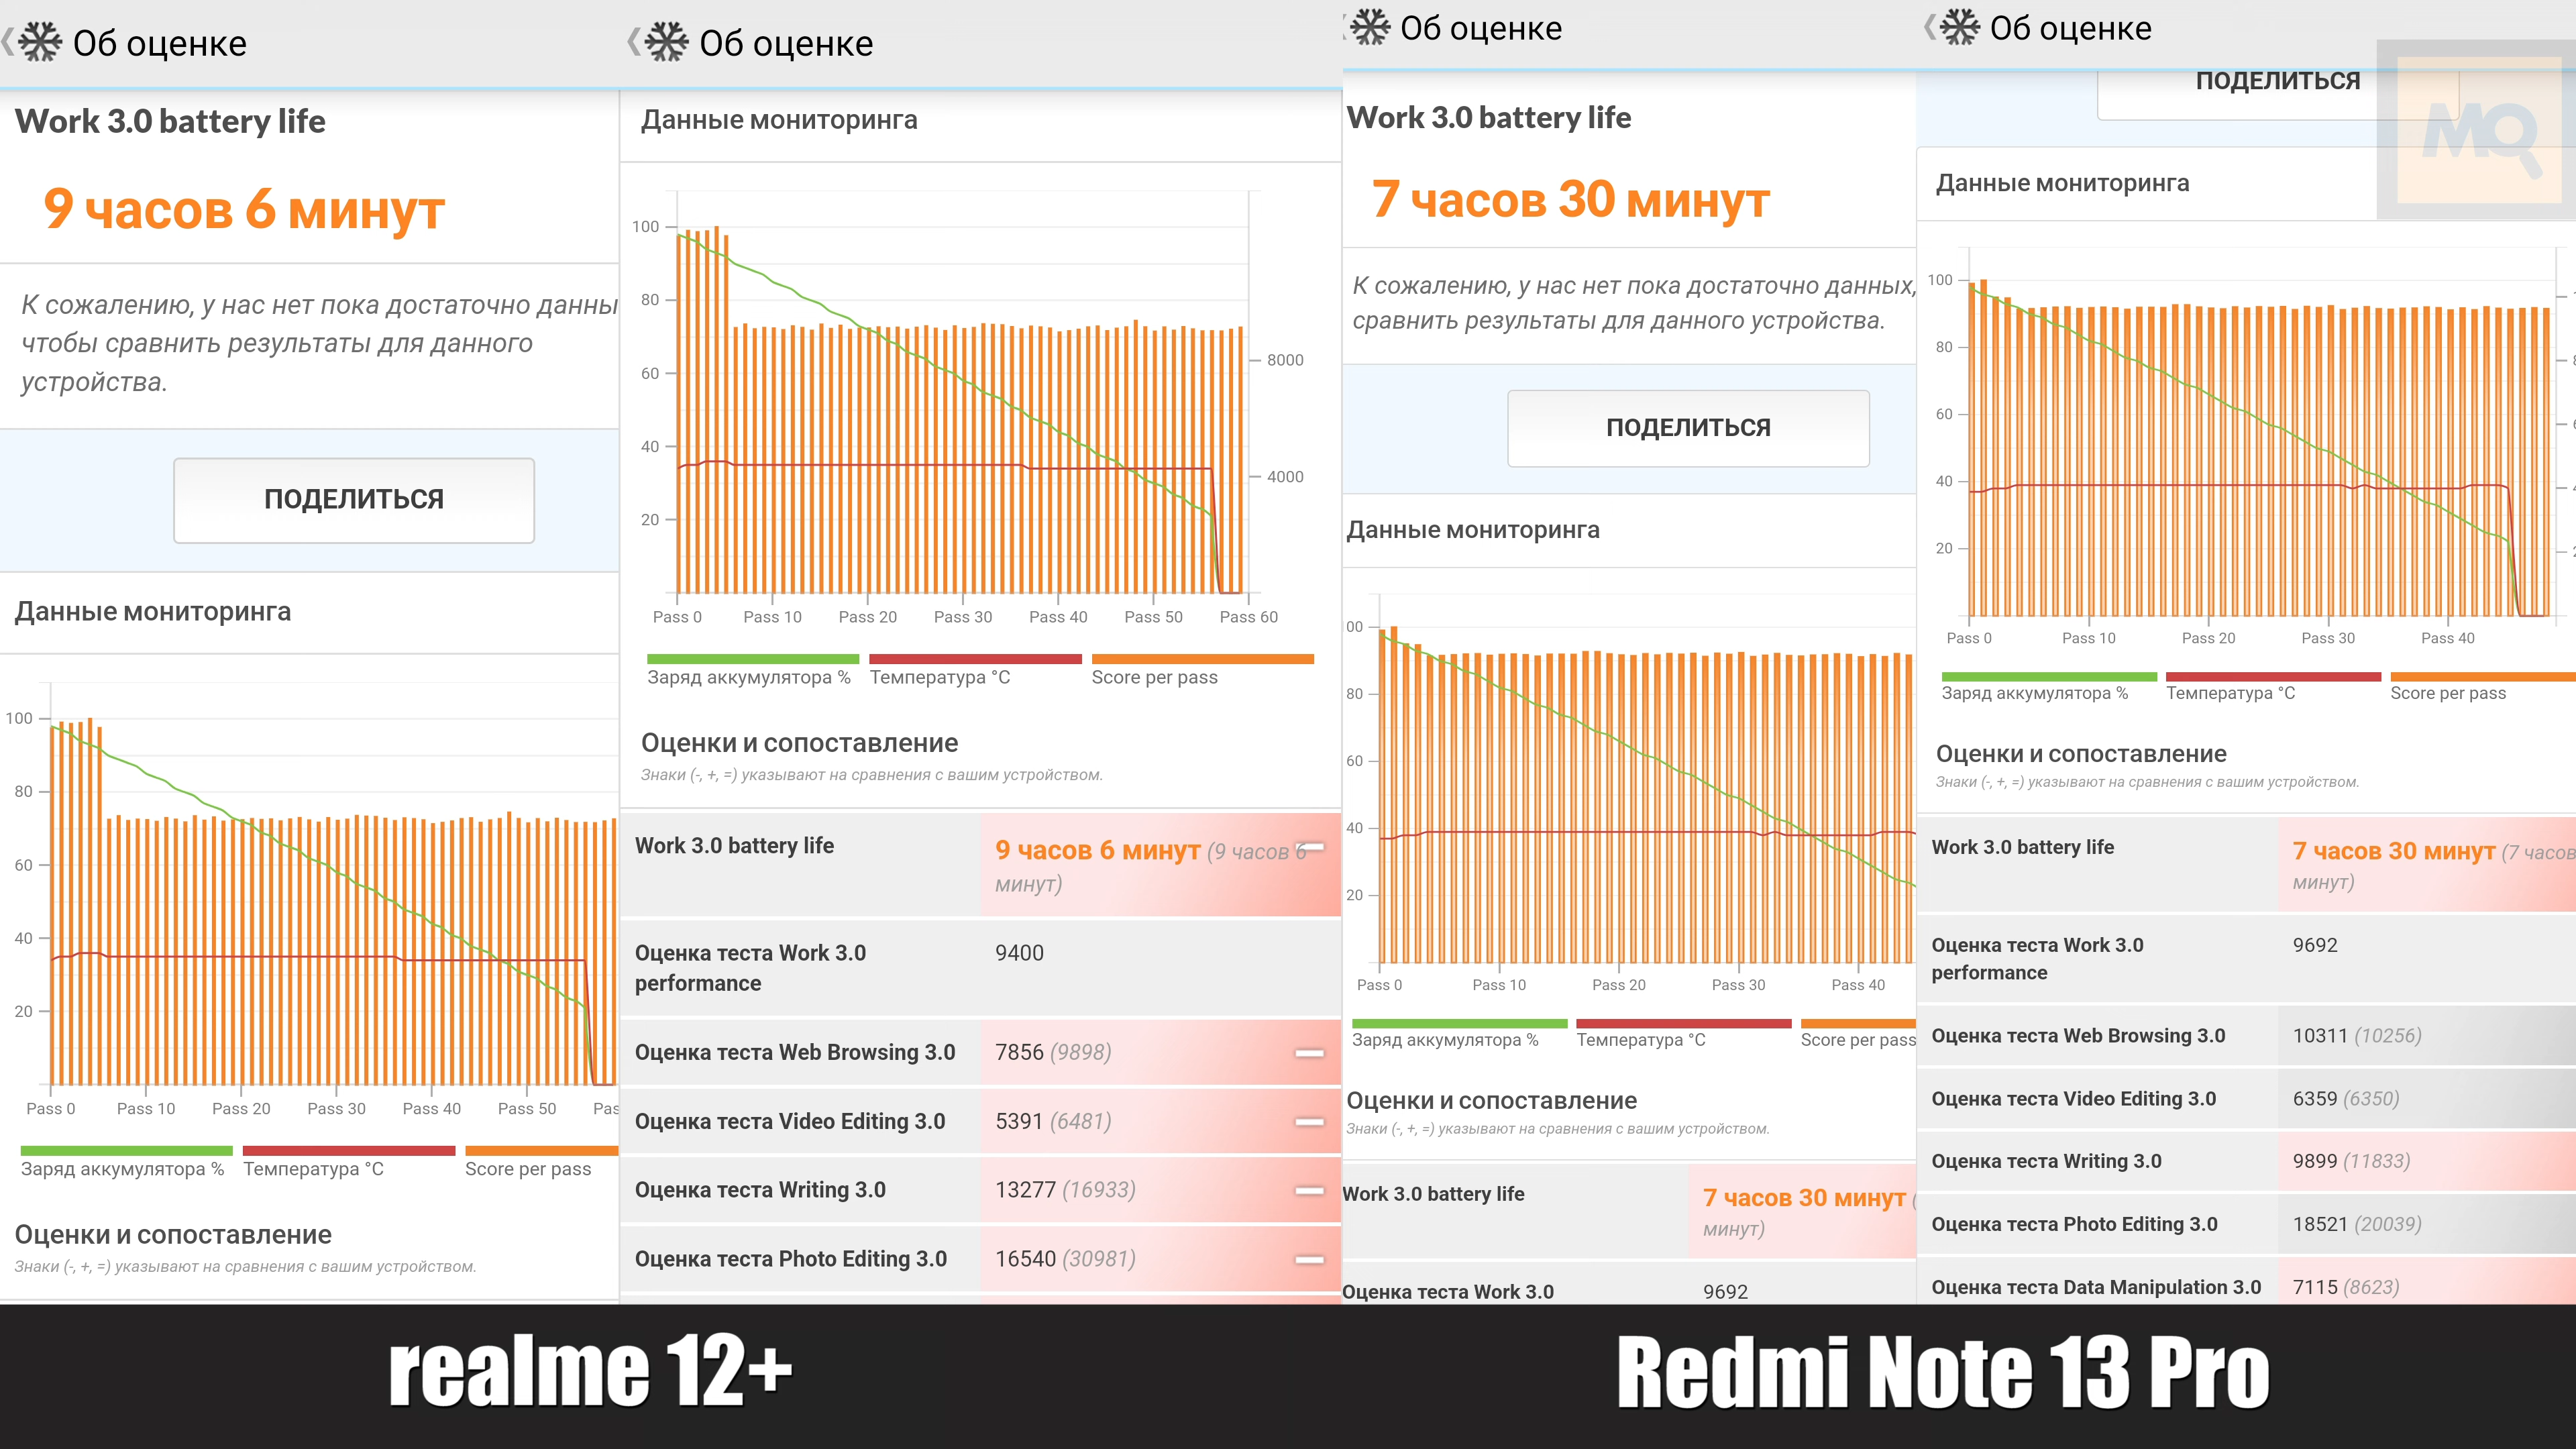 Об оценке
Work 3.0 battery life
9 часов 6 минут
К сожалению, у нас нет пока достаточно данны
чтобы сравнить результаты для данного
устройства.
ПОДЕЛИТЬСЯ
Данные мониторинга
100
80
60
40
20
Pass 0 Pass 10 Pass 20 Pass 30 Pass 40 Pass 50 Pas
Заряд аккумулятора % Температура °C Score per pass
Оценки и сопоставление
Знаки (-, +, =) указывают на сравнения с вашим устройством.
Об оценке
Данные мониторинга
100
80
60
40
20
8000
4000
Pass 0 Pass 10 Pass 20 Pass 30 Pass 40 Pass 50 Pass 60
Заряд аккумулятора % Температура °C Score per pass
Оценки и сопоставление
Знаки (-, +, =) указывают на сравнения с вашим устройством.
Work 3.0 battery life 9 часов 6 минут (9 часов 6
минут)
Оценка теста Work 3.0 9400
performance
Оценка теста Web Browsing 3.0 7856 (9898)
Оценка теста Video Editing 3.0 5391 (6481)
Оценка теста Writing 3.0 13277 (16933)
Оценка теста Photo Editing 3.0 16540 (30981)
realme 12+
Об оценке
Work 3.0 battery life
7 часов 30 минут
К сожалению, у нас нет пока достаточно данных,
сравнить результаты для данного устройства.
ПОДЕЛИТЬСЯ
Данные мониторинга
00
80
60
40
20
Pass 0 Pass 10 Pass 20 Pass 30 Pass 40
Заряд аккумулятора % Температура °C Score per pass
Оценки и сопоставление
Знаки (-, +, =) указывают на сравнения с вашим устройством.
Work 3.0 battery life 7 часов 30 минут (
минут)
Оценка теста Work 3.0 9692
Об оценке
ПОДЕЛИТЬСЯ
MQ
Данные мониторинга
100
80
60
40
20
Pass 0 Pass 10 Pass 20 Pass 30 Pass 40
Заряд аккумулятора % Температура °C Score per pass
Оценки и сопоставление
Знаки (-, +, =) указывают на сравнения с вашим устройством.
Work 3.0 battery life 7 часов 30 минут (7 часов
минут)
Оценка теста Work 3.0 9692
performance
Оценка теста Web Browsing 3.0 10311 (10256)
Оценка теста Video Editing 3.0 6359 (6350)
Оценка теста Writing 3.0 9899 (11833)
Оценка теста Photo Editing 3.0 18521 (20039)
Оценка теста Data Manipulation 3.0 7115 (8623)
Redmi Note 13 Pro